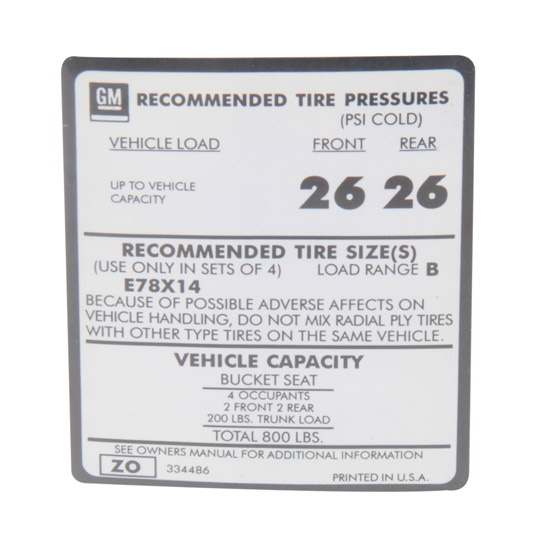 GM RECOMMENDED TIRE PRESSURES
(PSI COLD)
VEHICLE LOAD FRONT REAR
UP TO VEHICLE
CAPACITY
26 26
RECOMMENDED TIRE SIZE(S)
(USE ONLY IN SETS OF 4) LOAD RANGE B
E78X14
BECAUSE OF POSSIBLE ADVERSE AFFECTS ON
VEHICLE HANDLING, DO NOT MIX RADIAL PLY TIRES
WITH OTHER TYPE TIRES ON THE SAME VEHICLE.
VEHICLE CAPACITY
BUCKET SEAT
4 OCCUPANTS
2 FRONT 2 REAR
200 LBS. TRUNK LOAD
TOTAL 800 LBS.
SEE OWNERS MANUAL FOR ADDITIONAL INFORMATION
ZO 334486 PRINTED IN U.S.A.